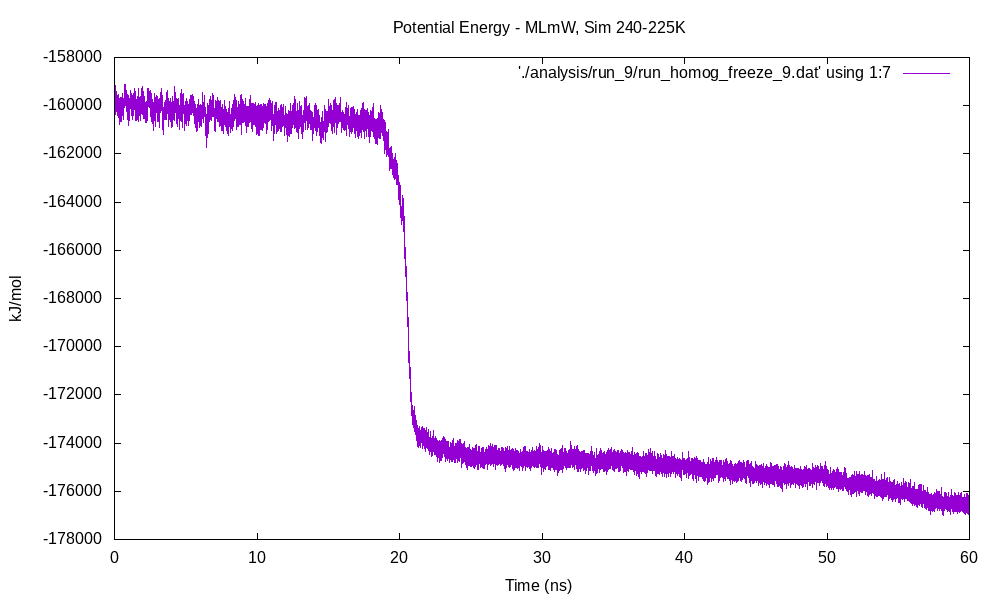 Potential Energy - MLmW, Sim 240-225K
'./analysis/run_9/run_homog_freeze_9.dat' using 1:7
-158000
-160000
-162000
-164000
-166000
-168000
-170000
-172000
-174000
-176000
-178000
kJ/mol
0 10 20 30 40 50 60
Time (ns)